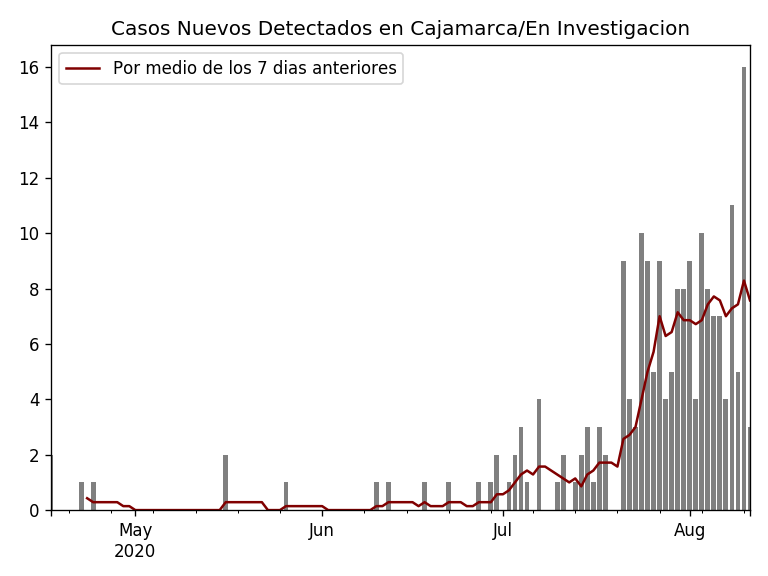 Casos Nuevos Detectados en Cajamarca/En Investigacion
Por medio de los 7 dias anteriores
16
14
12
10
8
6
4
2
0
May
2020
Jun
Jul
Aug